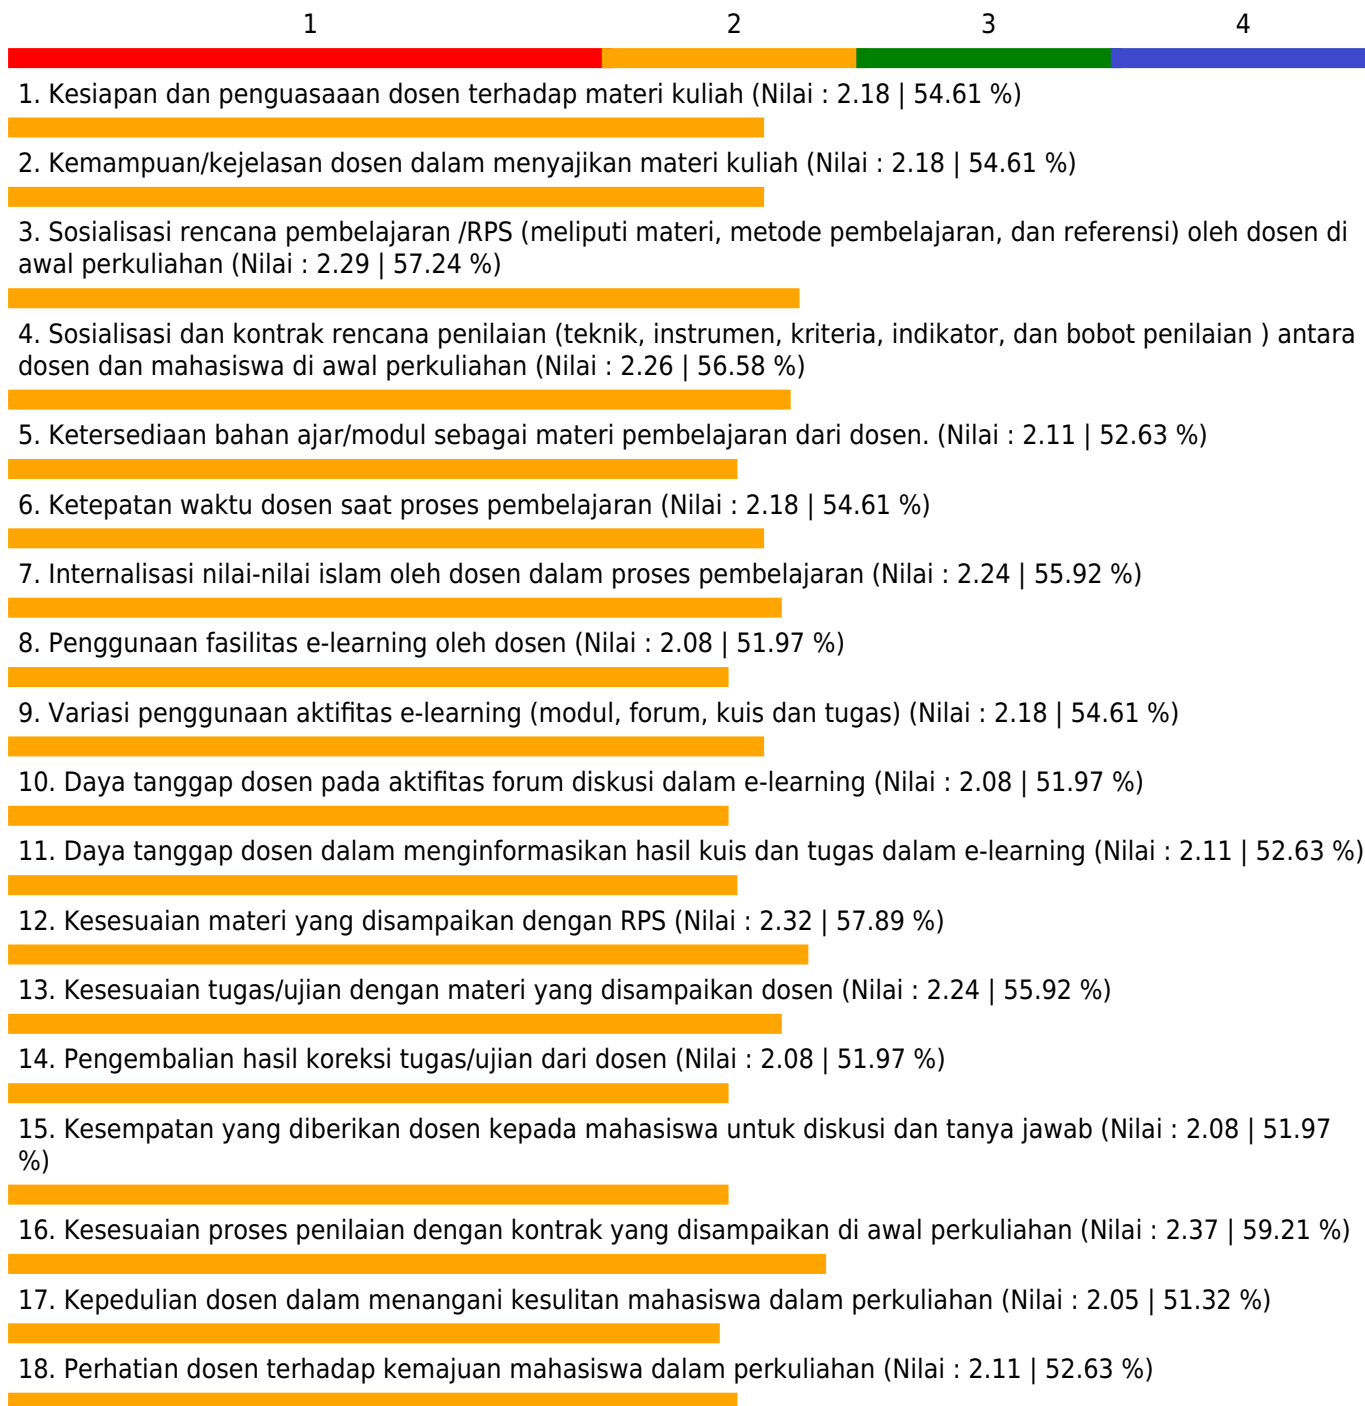 1 2 3 4
1. Kesiapan dan penguasaaan dosen terhadap materi kuliah (Nilai : 2.18 | 54.61 %)
2. Kemampuan/kejelasan dosen dalam menyajikan materi kuliah (Nilai : 2.18 | 54.61 %)
3. Sosialisasi rencana pembelajaran /RPS (meliputi materi, metode pembelajaran, dan referensi) oleh dosen di
awal perkuliahan (Nilai : 2.29 | 57.24 %)
4. Sosialisasi dan kontrak rencana penilaian (teknik, instrumen, kriteria, indikator, dan bobot penilaian ) antara
dosen dan mahasiswa di awal perkuliahan (Nilai : 2.26 | 56.58 %)
5. Ketersediaan bahan ajar/modul sebagai materi pembelajaran dari dosen. (Nilai : 2.11 | 52.63 %)
6. Ketepatan waktu dosen saat proses pembelajaran (Nilai : 2.18 | 54.61 %)
7. Internalisasi nilai-nilai islam oleh dosen dalam proses pembelajaran (Nilai : 2.24 | 55.92 %)
8. Penggunaan fasilitas e-learning oleh dosen (Nilai : 2.08 | 51.97 %)
9. Variasi penggunaan aktifitas e-learning (modul, forum, kuis dan tugas) (Nilai : 2.18 | 54.61 %)
10. Daya tanggap dosen pada aktifitas forum diskusi dalam e-learning (Nilai : 2.08 | 51.97 %)
11. Daya tanggap dosen dalam menginformasikan hasil kuis dan tugas dalam e-learning (Nilai : 2.11 | 52.63 %)
12. Kesesuaian materi yang disampaikan dengan RPS (Nilai : 2.32 | 57.89 %)
13. Kesesuaian tugas/ujian dengan materi yang disampaikan dosen (Nilai : 2.24 | 55.92 %)
14. Pengembalian hasil koreksi tugas/ujian dari dosen (Nilai : 2.08 | 51.97 %)
15. Kesempatan yang diberikan dosen kepada mahasiswa untuk diskusi dan tanya jawab (Nilai : 2.08 | 51.97
%)
16. Kesesuaian proses penilaian dengan kontrak yang disampaikan di awal perkuliahan (Nilai : 2.37 | 59.21 %)
17. Kepedulian dosen dalam menangani kesulitan mahasiswa dalam perkuliahan (Nilai : 2.05 | 51.32 %)
18. Perhatian dosen terhadap kemajuan mahasiswa dalam perkuliahan (Nilai : 2.11 | 52.63 %)